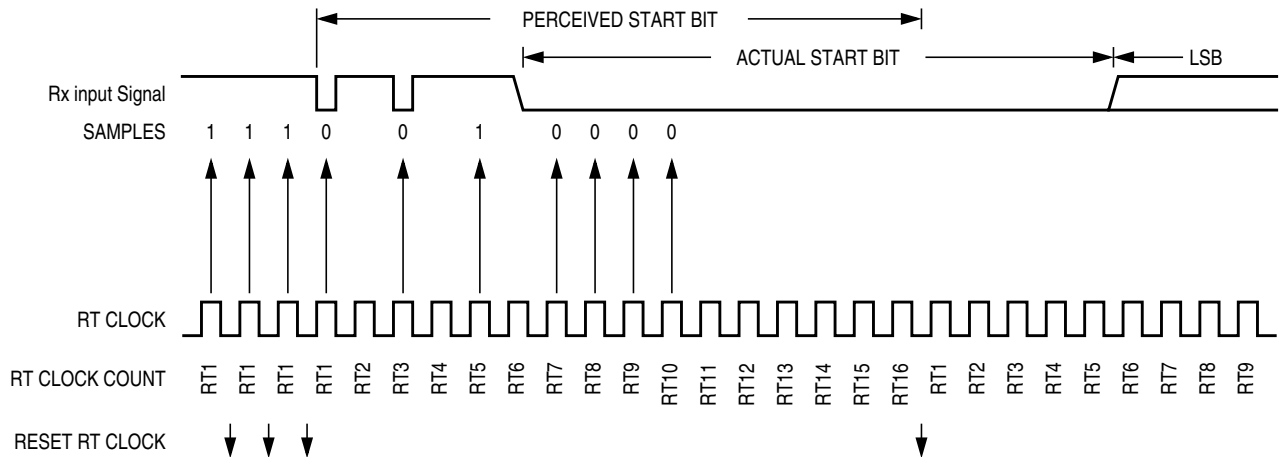 PERCEIVED START BIT
ACTUAL START BIT LSB
Rx input Signal
SAMPLES 1 1 1 0 0 1 0 0 0 0
RT CLOCK
RT CLOCK COUNT RT1 RT1 RT1 RT1 RT2 RT3 RT4 RT5 RT6 RT7 RT8 RT9 RT10 RT11 RT12 RT13 RT14 RT15 RT16 RT1 RT2 RT3 RT4 RT5 RT6 RT7 RT8 RT9
RESET RT CLOCK